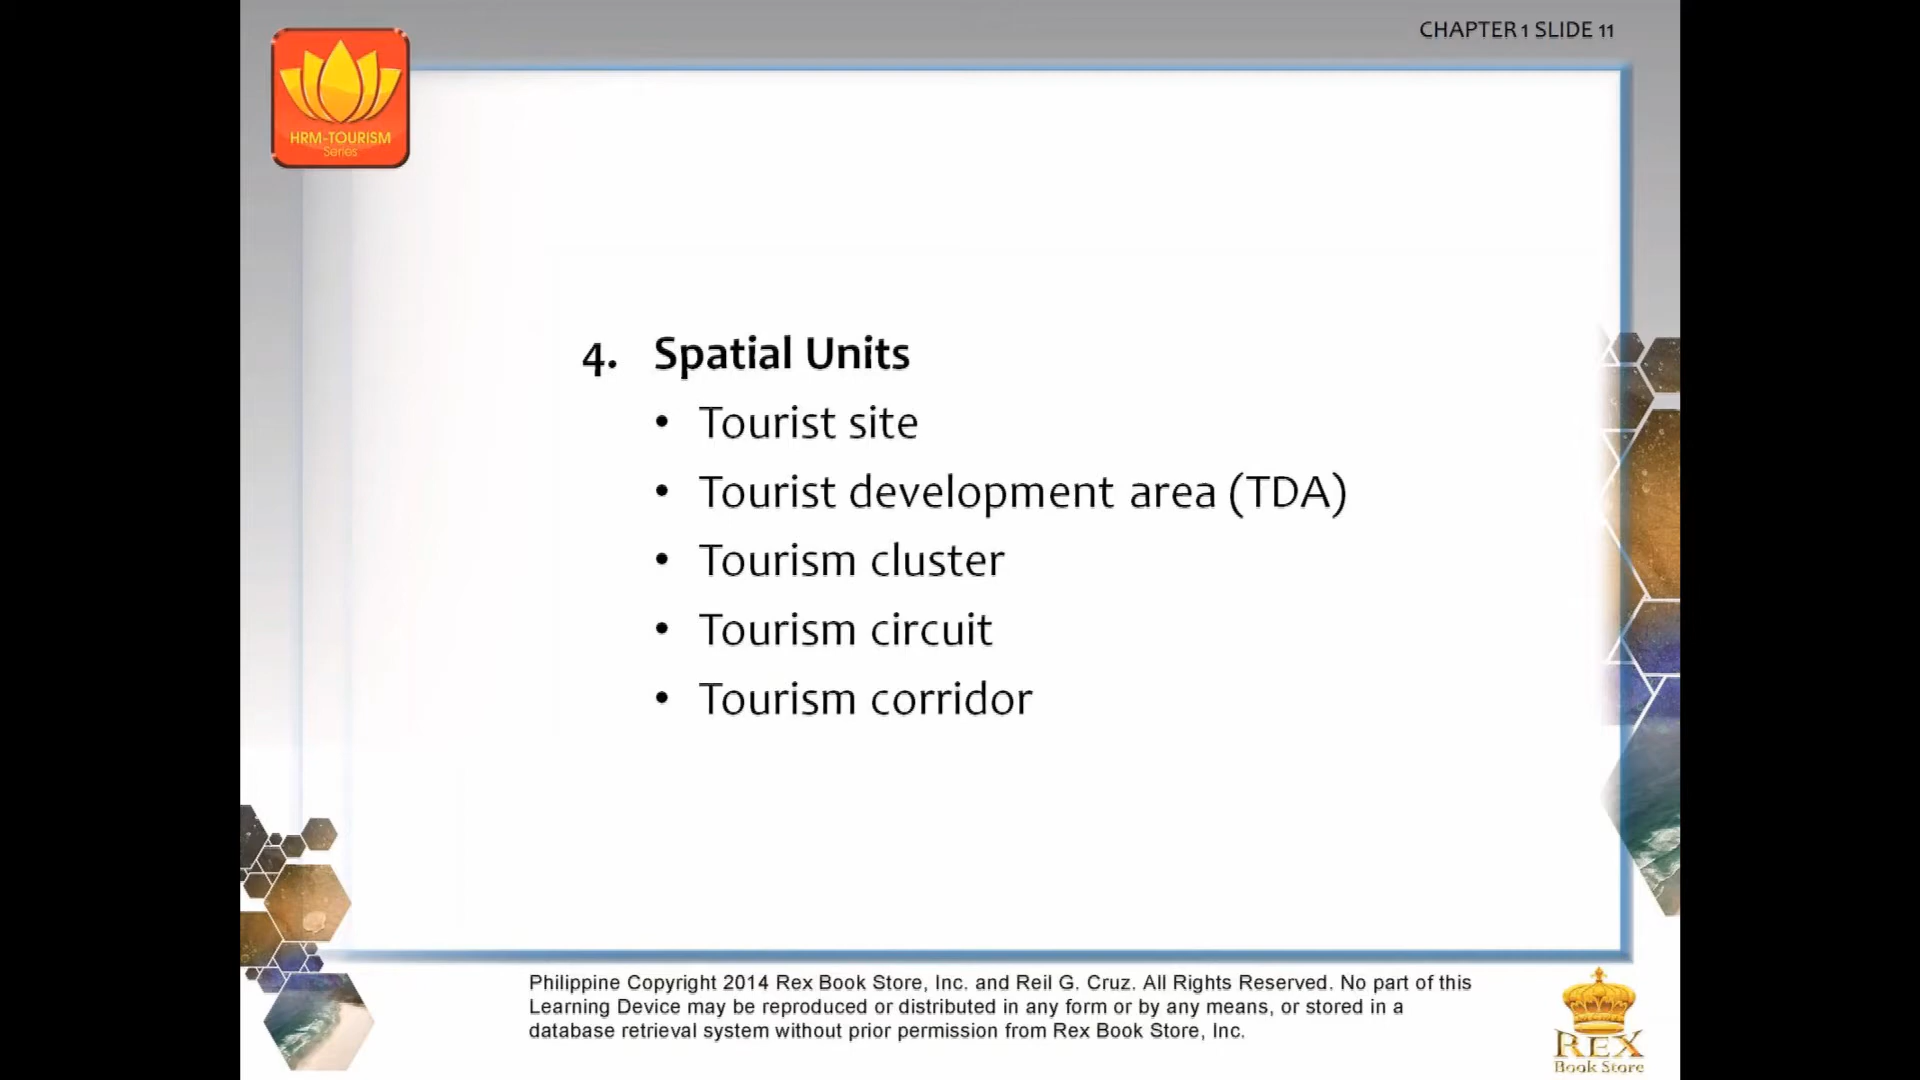 CHAPTER 1 SLIDE 11
HRM-TOURISM
Series
4. Spatial Units
• Tourist site
• Tourist development area (TDA)
• Tourism cluster
• Tourism circuit
• Tourism corridor
Philippine Copyright 2014 Rex Book Store, Inc. and Reil G. Cruz. All Rights Reserved. No part of this
Learning Device may be reproduced or distributed in any form or by any means, or stored in a
database retrieval system without prior permission from Rex Book Store, Inc.
REX
Book Store